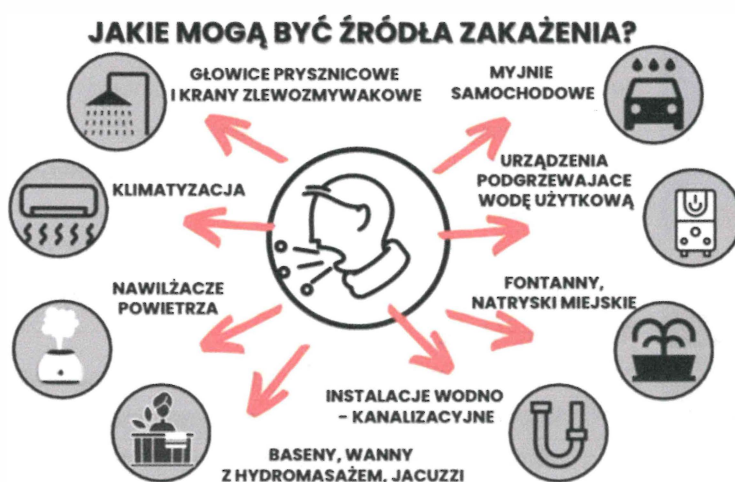 JAKIE MOGĄ BYĆ ŹRÓDŁA ZAKAŻENIA?
GŁOWICE PRYSZNICOWE
I KRANY ZLEWOZMYWAKOWE
MYJNIE
SAMOCHODOWE
KLIMATYZACJA
URZĄDZENIA
PODGRZEWAJACE
WODĘ UŻYTKOWĄ
NAWILŻACZE
POWIETRZA
FONTANNY,
NATRYSKI MIEJSKIE
INSTALACJE WODNO
– KANALIZACYJNE
BASENY, WANNY
Z HYDROMASAŻEM, JACUZZI